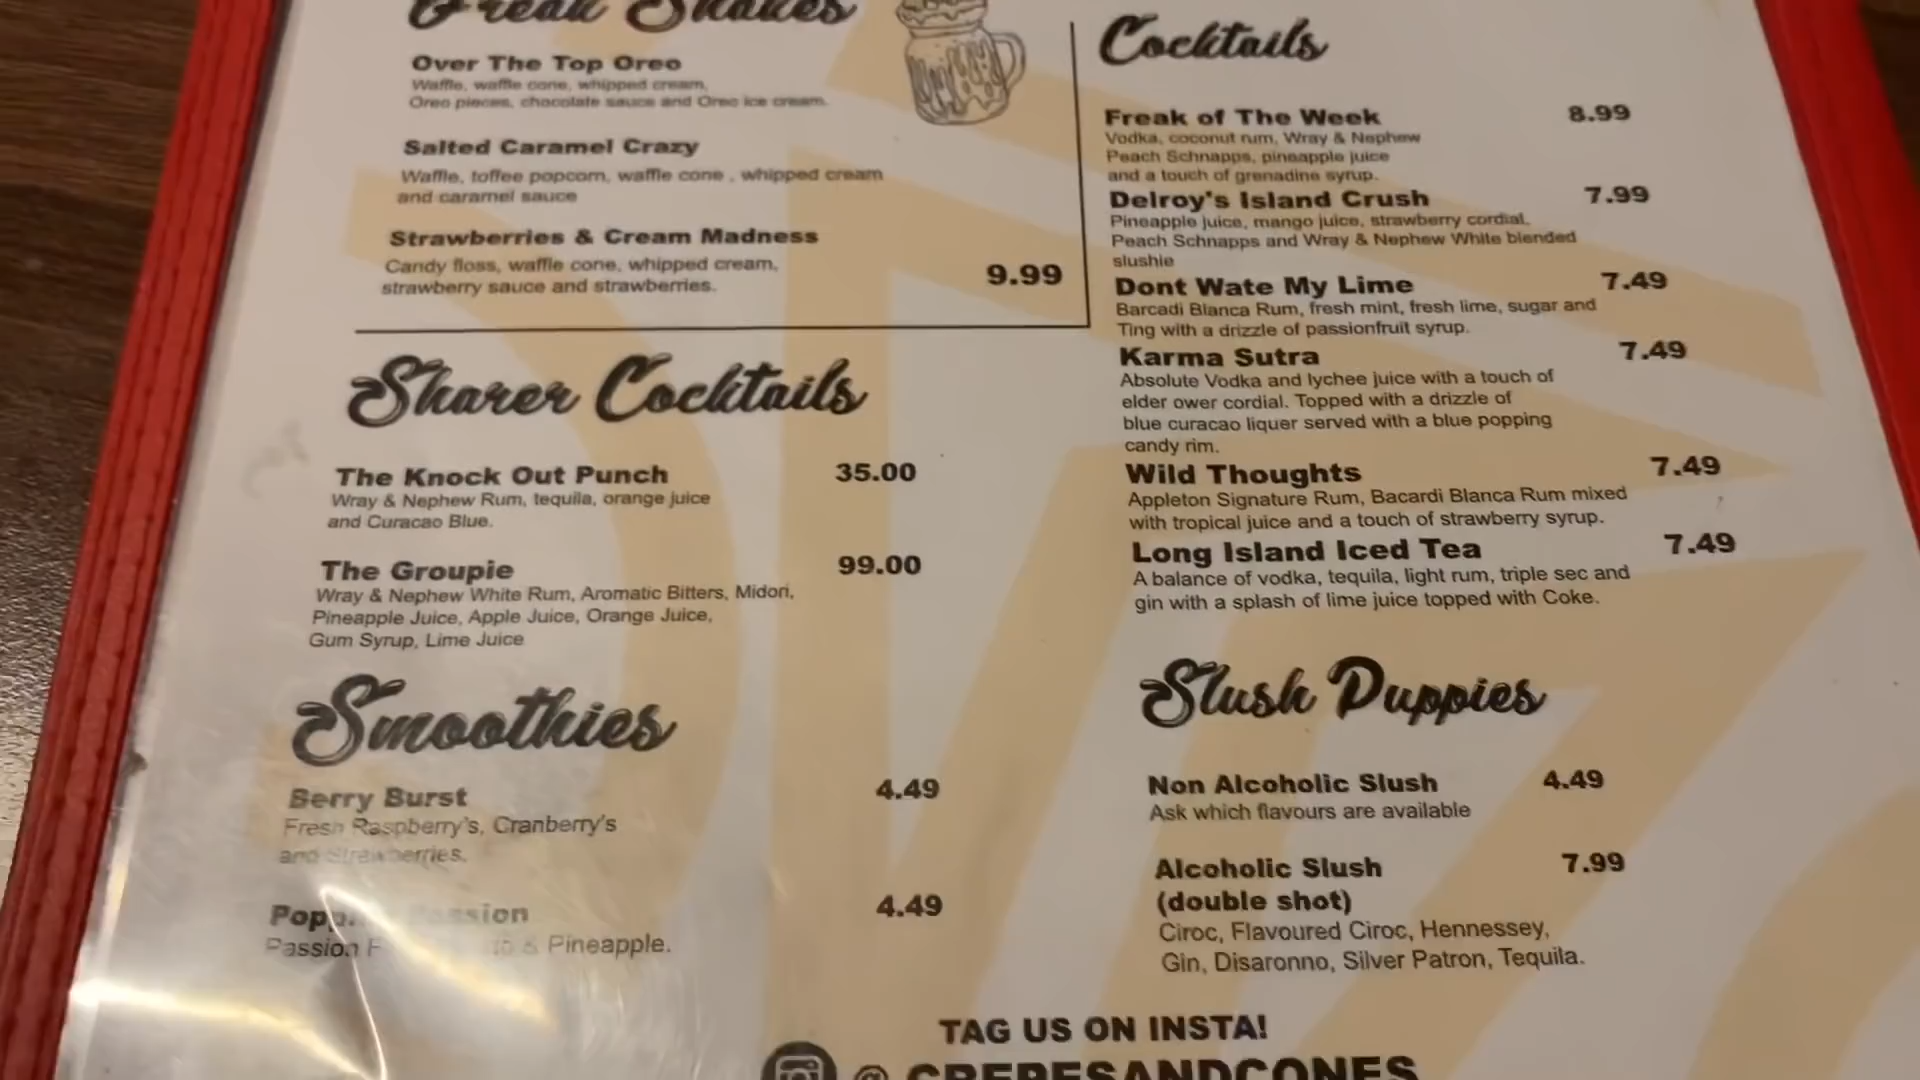 Freak Shakes
Over The Top Oreo
Waffle, waffle cone, whipped cream,
Oreo pieces, chocolate sauce and Oreo ice cream.
Salted Caramel Crazy
Waffle, toffee popcorn, waffle cone , whipped cream
and caramel sauce
Strawberries & Cream Madness
Candy floss, waffle cone, whipped cream,
strawberry sauce and strawberries.
9.99
Sharer Cocktails
The Knock Out Punch 35.00
Wray & Nephew Rum, tequila, orange juice
and Curacao Blue.
The Groupie 99.00
Wray & Nephew White Rum, Aromatic Bitters, Midori,
Pineapple Juice, Apple Juice, Orange Juice,
Gum Syrup, Lime Juice
Smoothies
Berry Burst 4.49
Fresh Raspberry's, Cranberry's
and Strawberries.
4.49
Passion & Pineapple.
Cocktails
Freak of The Week 8.99
Vodka, coconut rum, Wray & Nephew
Peach Schnapps, pineapple juice
and a touch of grenadine syrup.
Delroy's Island Crush 7.99
Pineapple juice, mango juice, strawberry cordial,
Peach Schnapps and Wray & Nephew White blended
slushie
Dont Wate My Lime 7.49
Barcadi Blanca Rum, fresh mint, fresh lime, sugar and
Ting with a drizzle of passionfruit syrup.
Karma Sutra 7.49
Absolute Vodka and lychee juice with a touch of
elder ower cordial. Topped with a drizzle of
blue curacao liquer served with a blue popping
candy rim.
Wild Thoughts 7.49
Appleton Signature Rum, Bacardi Blanca Rum mixed
with tropical juice and a touch of strawberry syrup.
Long Island Iced Tea 7.49
A balance of vodka, tequila, light rum, triple sec and
gin with a splash of lime juice topped with Coke.
Slush Puppies
Non Alcoholic Slush 4.49
Ask which flavours are available
Alcoholic Slush 7.99
(double shot)
Ciroc, Flavoured Ciroc, Hennessey,
Gin, Disaronno, Silver Patron, Tequila.
TAG US ON INSTA!
@ CREPESANDCONES